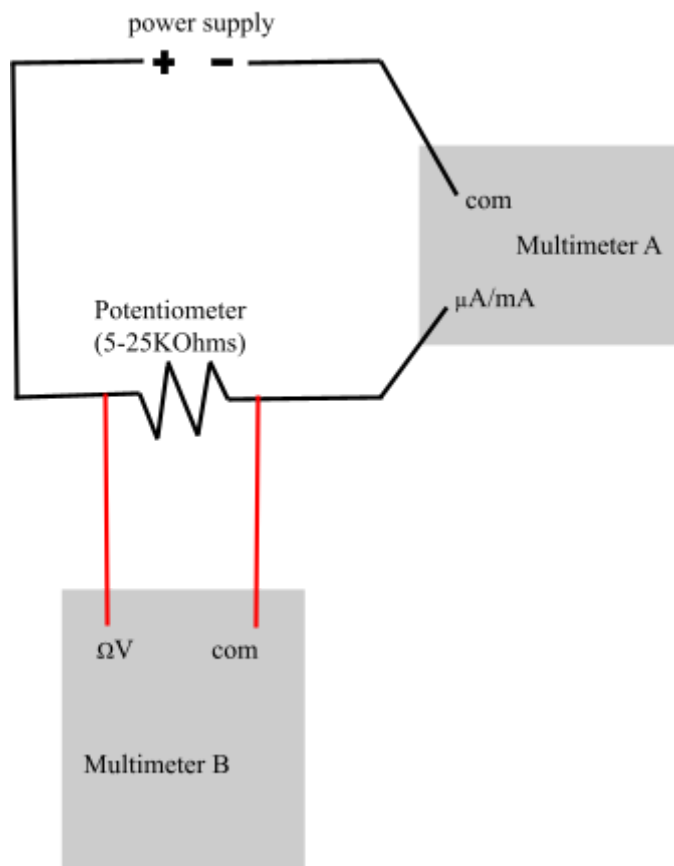 power supply
+ -
com
Multimeter A
µA/mA
Potentiometer
(5-25KOhms)
ΩV com
Multimeter B